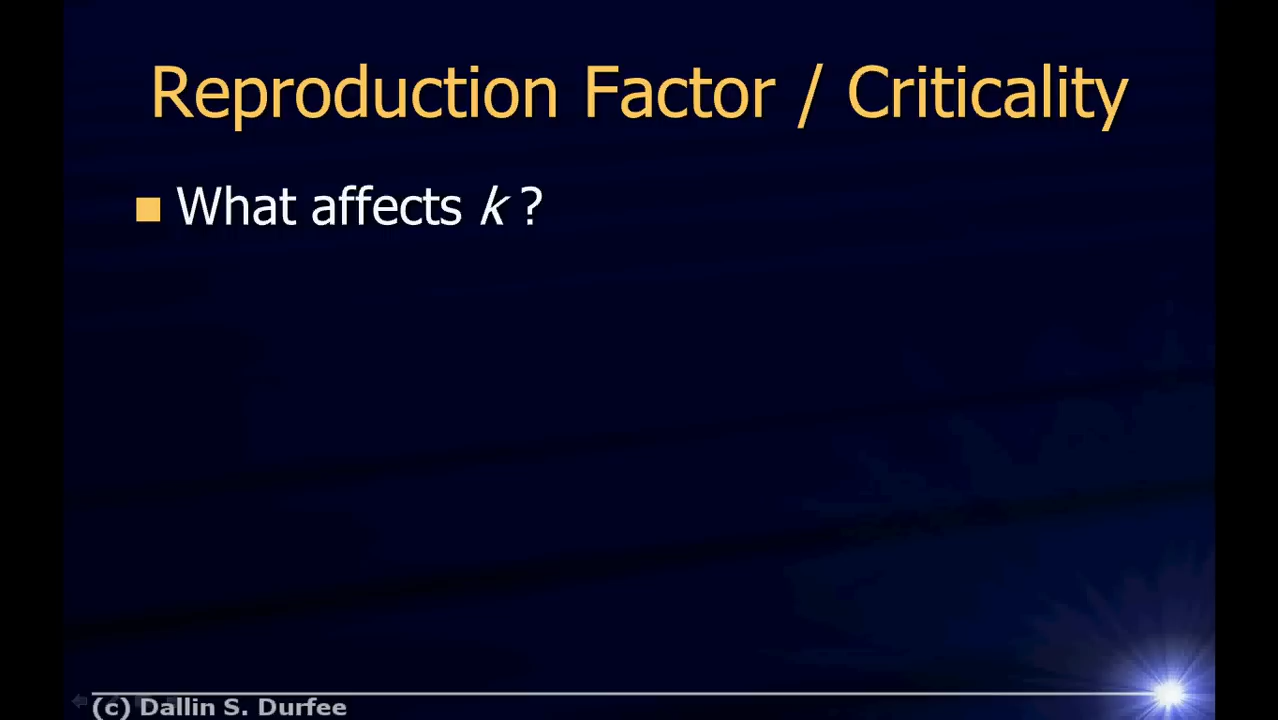 Reproduction Factor / Criticality
What affects k ?
(c) Dallin S. Durfee